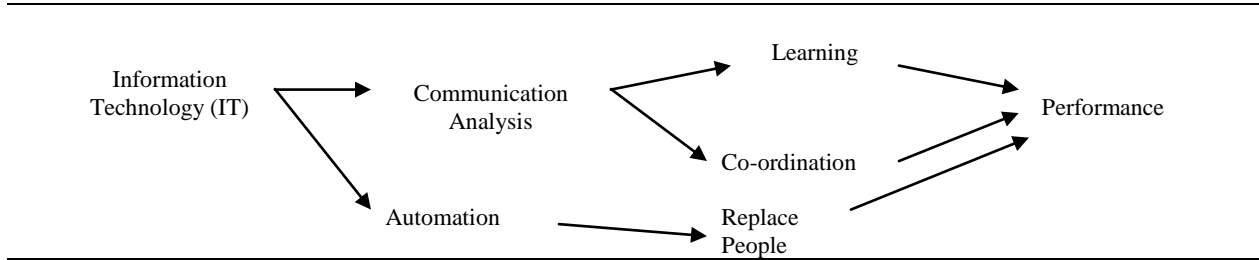 Information
Technology (IT)
Communication
Analysis
Learning
Co-ordination
Performance
Automation
Replace
People